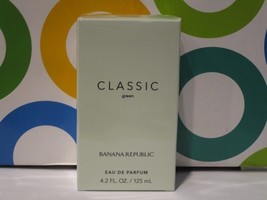 CLASSIC
green
BANANA REPUBLIC
EAU DE PARFUM
4.2 FL. OZ. / 125 mL